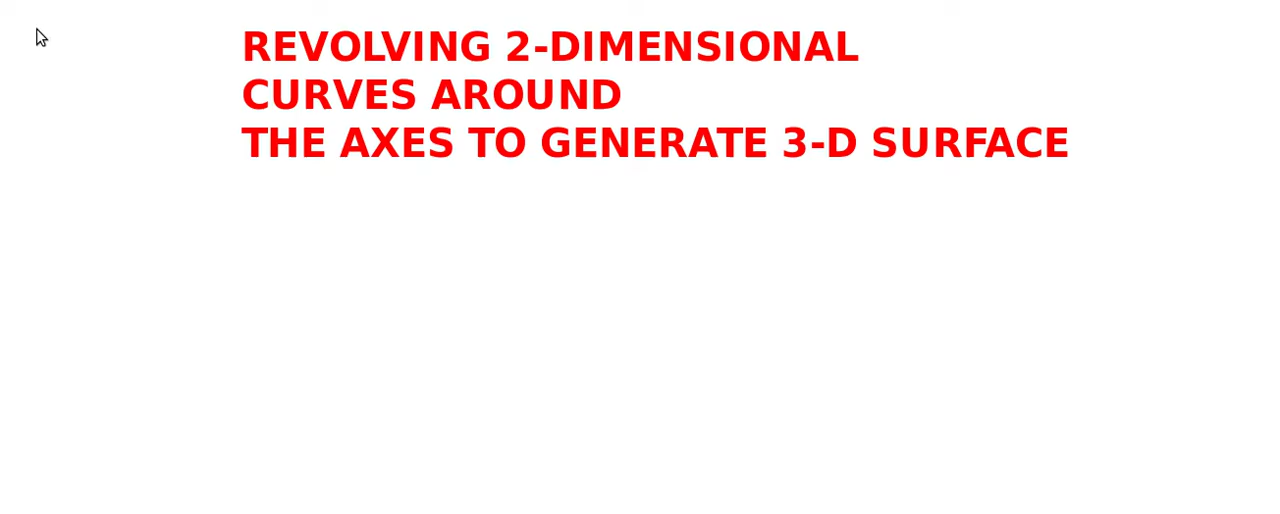 REVOLVING 2-DIMENSIONAL
CURVES AROUND
THE AXES TO GENERATE 3-D SURFACE